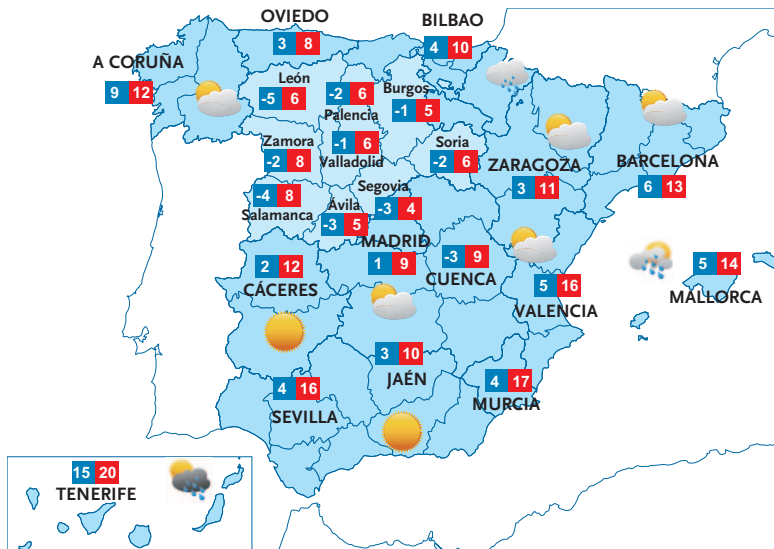 OVIEDO
3 8
BILBAO
4 10
A CORUÑA
9 12
León
-5 6
-2 6
Palencia
Burgos
-1 5
Zamora
-2 8
-1 6
Valladolid
Soria
-2 6
ZARAGOZA
3 11
BARCELONA
6 13
-4 8
Salamanca
Ávila
-3 5
Segovia
-3 4
MADRID
1 9
-3 9
CUENCA
2 12
CÁCERES
5 16
VALENCIA
5 14
MALLORCA
3 10
JAÉN
4 16
SEVILLA
4 17
MURCIA
15 20
TENERIFE